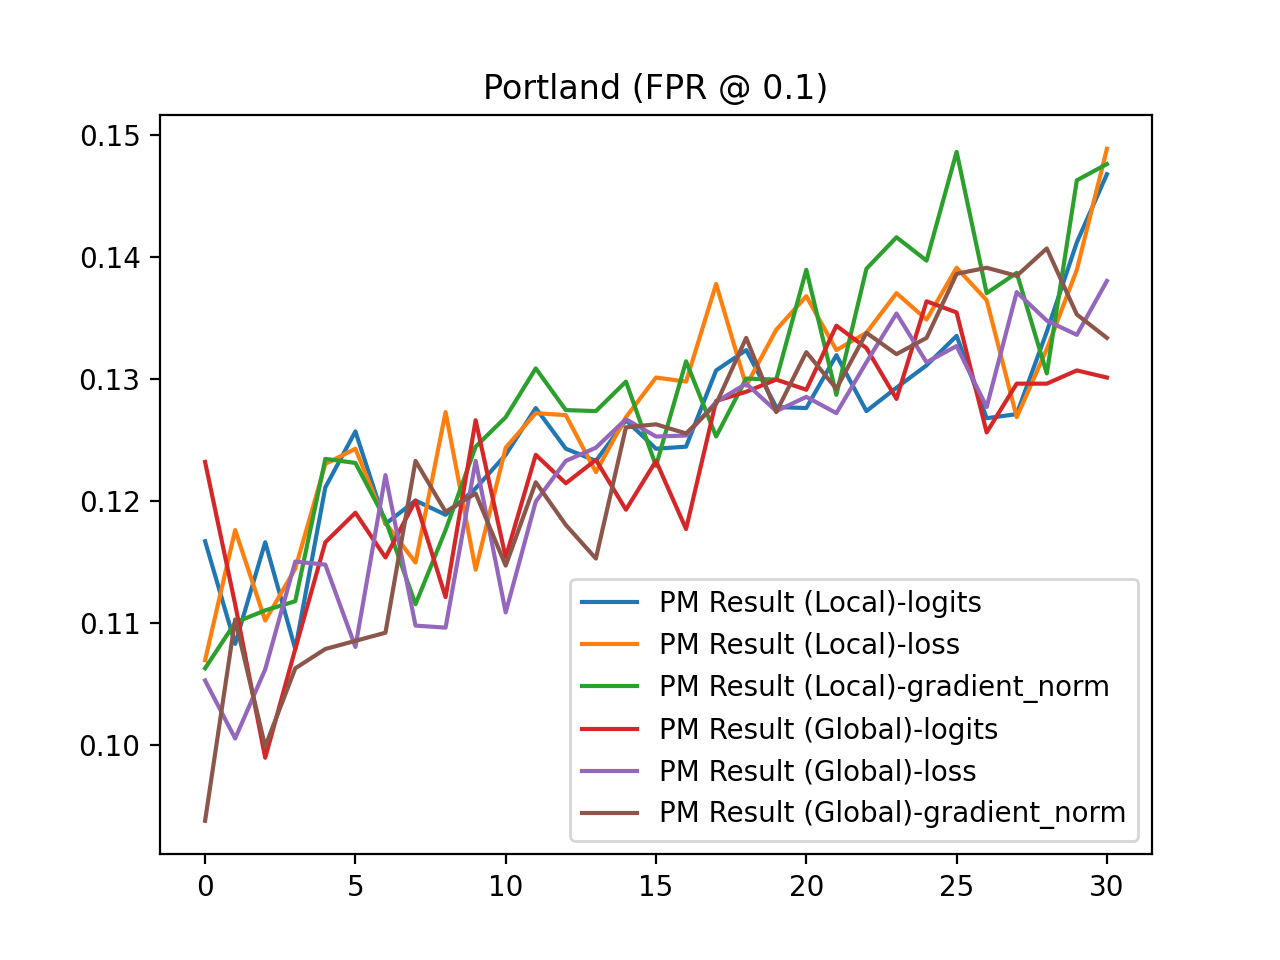 Portland (FPR @ 0.1)
0.15
0.14
0.13
0.12
0.11
0.10
PM Result (Local)-logits
PM Result (Local)-loss
PM Result (Local)-gradient_norm
PM Result (Global)-logits
PM Result (Global)-loss
PM Result (Global)-gradient_norm
0 5 10 15 20 25 30